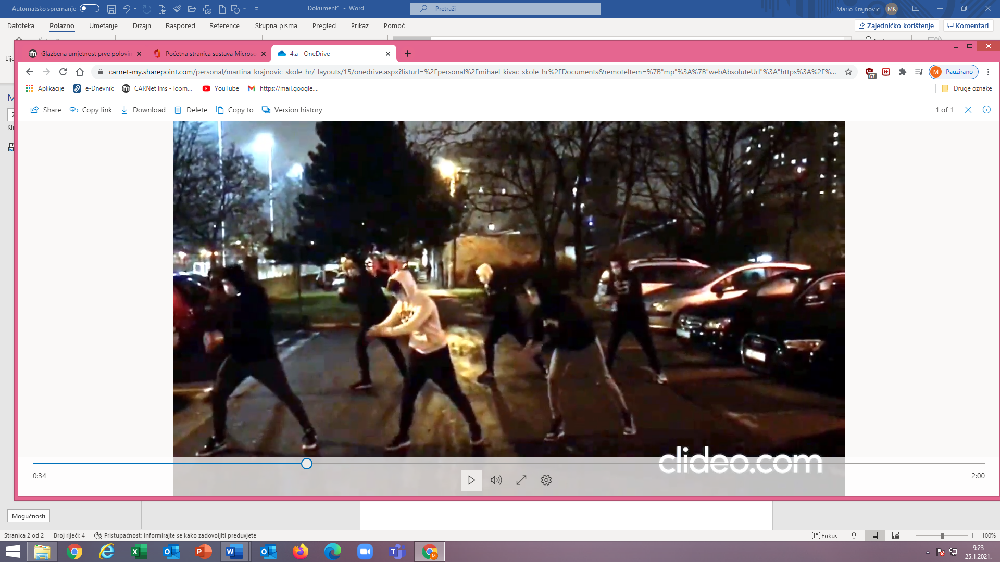 Automatsko spremanje
Dokument1 - Word
Pretraži
Mario Krajnovic
MK
Datoteka Polazno Umetanje Dizajn Raspored Reference Skupna pisma Pregled Prikaz Pomoć
Zajedničko korištenje
Komentari
Glazbena umjetnost prve polovin
Početna stranica sustava Microso
4.a - OneDrive
carnet-my.sharepoint.com/personal/martina_krajnovic_skole_hr/_layouts/15/onedrive.aspx?listurl=%2Fpersonal%2Fmihael_kivac_skole_hr%2FDocuments&remoteItem=%7B"mp"%3A%7B"webAbsoluteUrl"%3A"https%3A%2F%...
67
M Pauzirano
Aplikacije e-Dnevnik CARNet lms - loom... YouTube https://mail.google....
Druge oznake
Share Copy link Download Delete Copy to Version history
1 of 1
clideo.com
0:34
2:00
Mogućnosti
Stranica 2 od 2 Broj riječi: 4 Pristupačnost: informirajte se kako zadovoljiti preduvjete
Fokus
100%
9:23
25.1.2021.